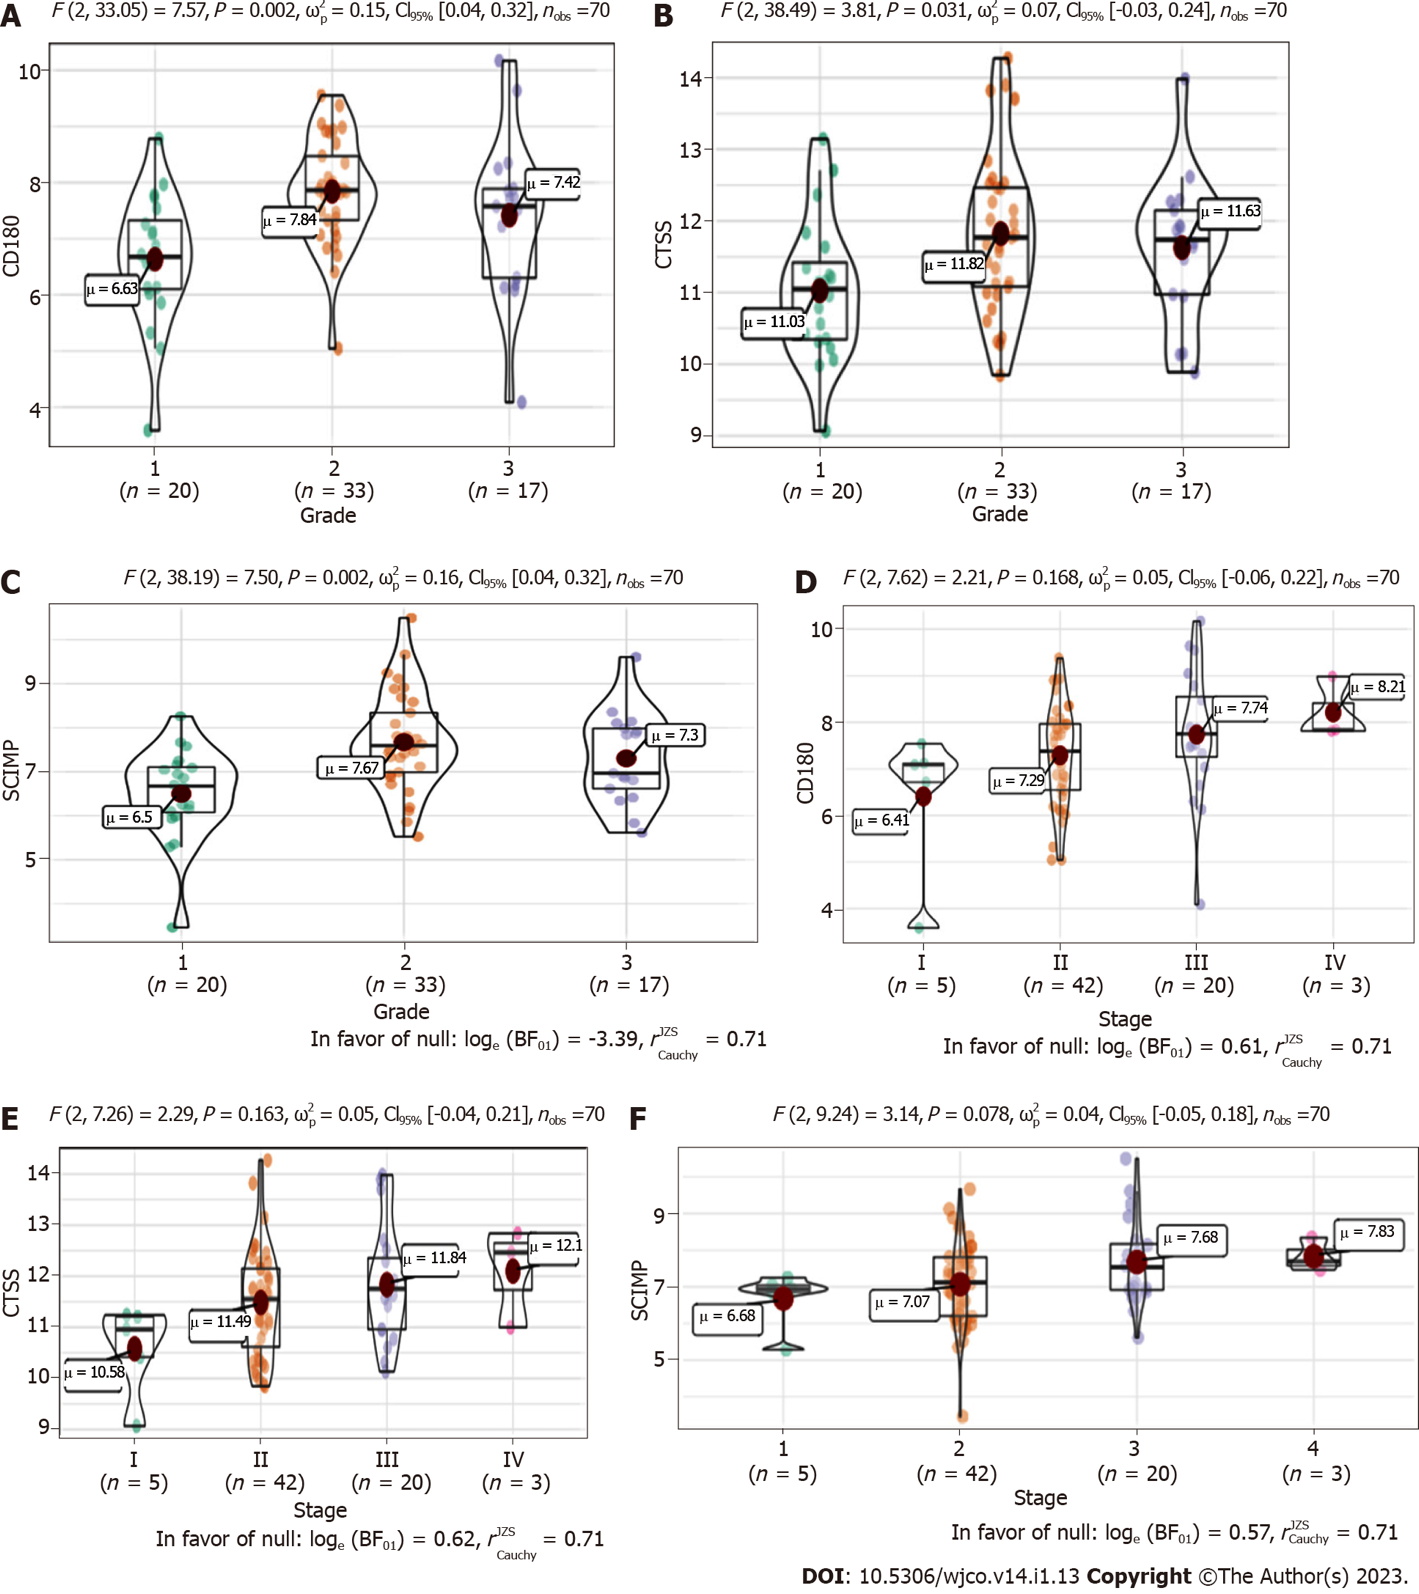 A
F (2, 33.05) = 7.57, P = 0.002, ω²p = 0.15, CI95% [0.04, 0.32], nobs =70
CD180
10
8
6
4
μ = 6.63
μ = 7.84
μ = 7.42
1 2 3
(n = 20) (n = 33) (n = 17)
Grade
B
F (2, 38.49) = 3.81, P = 0.031, ω²p = 0.07, CI95% [-0.03, 0.24], nobs =70
CTSS
14
13
12
11
10
9
μ = 11.03
μ = 11.82
μ = 11.63
1 2 3
(n = 20) (n = 33) (n = 17)
Grade
C
F (2, 38.19) = 7.50, P = 0.002, ω²p = 0.16, CI95% [0.04, 0.32], nobs =70
SCIMP
9
7
5
μ = 6.5
μ = 7.67
μ = 7.3
1 2 3
(n = 20) (n = 33) (n = 17)
Grade
In favor of null: loge (BF01) = -3.39, r JZS Cauchy = 0.71
D
F (2, 7.62) = 2.21, P = 0.168, ω²p = 0.05, CI95% [-0.06, 0.22], nobs =70
CD180
10
8
6
4
μ = 6.41
μ = 7.29
μ = 7.74
μ = 8.21
I II III IV
(n = 5) (n = 42) (n = 20) (n = 3)
Stage
In favor of null: loge (BF01) = 0.61, r JZS Cauchy = 0.71
E
F (2, 7.26) = 2.29, P = 0.163, ω²p = 0.05, CI95% [-0.04, 0.21], nobs =70
CTSS
14
13
12
11
10
9
μ = 10.58
μ = 11.49
μ = 11.84
μ = 12.1
I II III IV
(n = 5) (n = 42) (n = 20) (n = 3)
Stage
In favor of null: loge (BF01) = 0.62, r JZS Cauchy = 0.71
F
F (2, 9.24) = 3.14, P = 0.078, ω²p = 0.04, CI95% [-0.05, 0.18], nobs =70
SCIMP
9
7
5
μ = 6.68
μ = 7.07
μ = 7.68
μ = 7.83
1 2 3 4
(n = 5) (n = 42) (n = 20) (n = 3)
Stage
In favor of null: loge (BF01) = 0.57, r JZS Cauchy = 0.71
DOI: 10.5306/wjco.v14.i1.13 Copyright ©The Author(s) 2023.